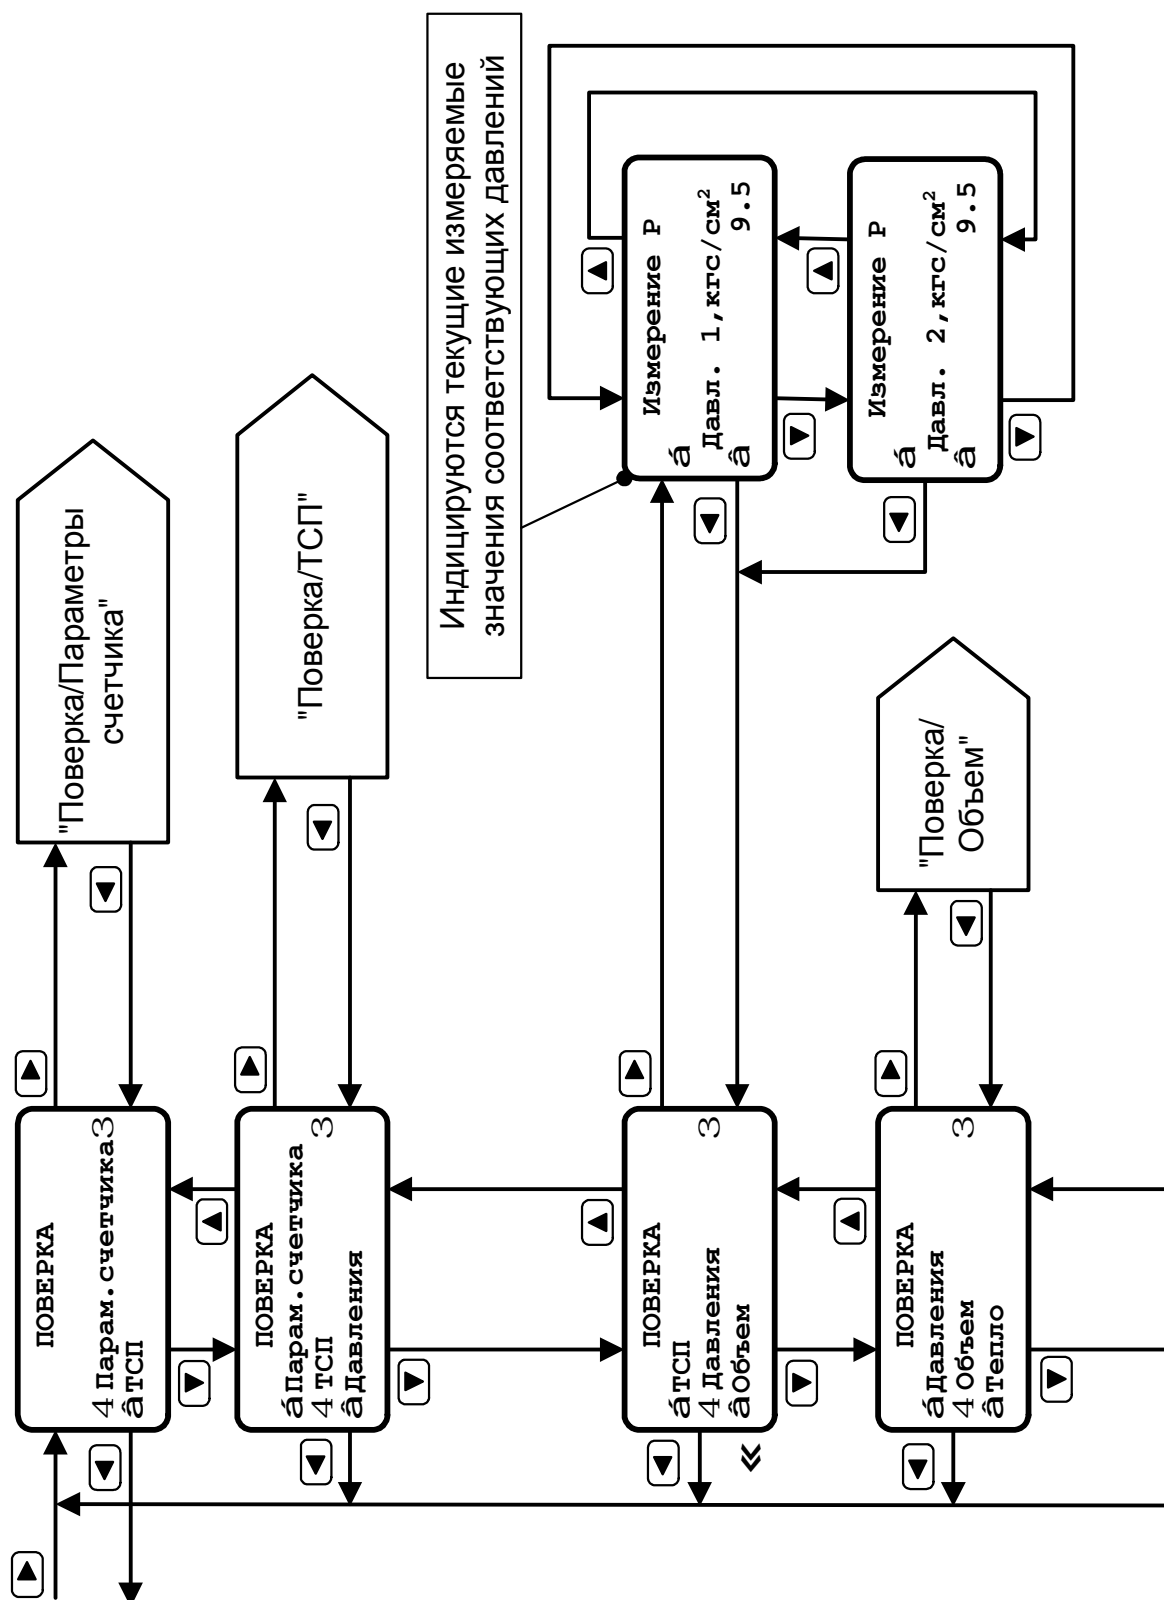 "Поверка/Параметры
счетчика"
"Поверка/ТСП"
Индицируются текущие измеряемые
значения соответствующих давлений
"Поверка/
Объем"
ПОВЕРКА
4 Парам.счетчика3
âТСП
ПОВЕРКА
áПарам.счетчика
4 ТСП 3
âДавления
ПОВЕРКА
áТСП
4 Давления 3
âОбъем
«
ПОВЕРКА
áДавления
4 Объем 3
âТепло
Измерение P
á
Давл. 1,кгс/см²
â 9.5
Измерение P
á
Давл. 2,кгс/см²
â 9.5